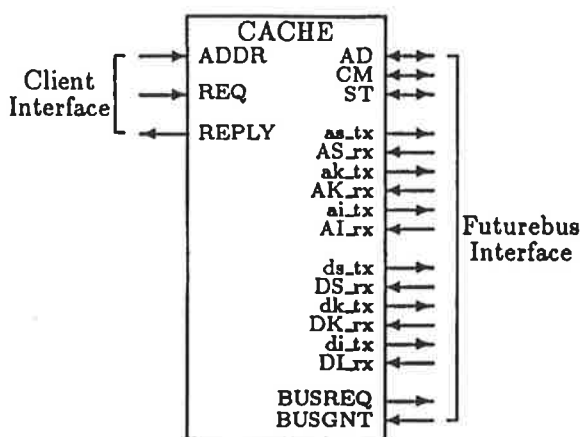 CACHE
Client
Interface
ADDR
REQ
REPLY
AD
CM
ST
as_tx
AS_rx
ak_tx
AK_rx
ai_tx
AI_rx
ds_tx
DS_rx
dk_tx
DK_rx
di_tx
DI_rx
BUSREQ
BUSGNT
Futurebus
Interface